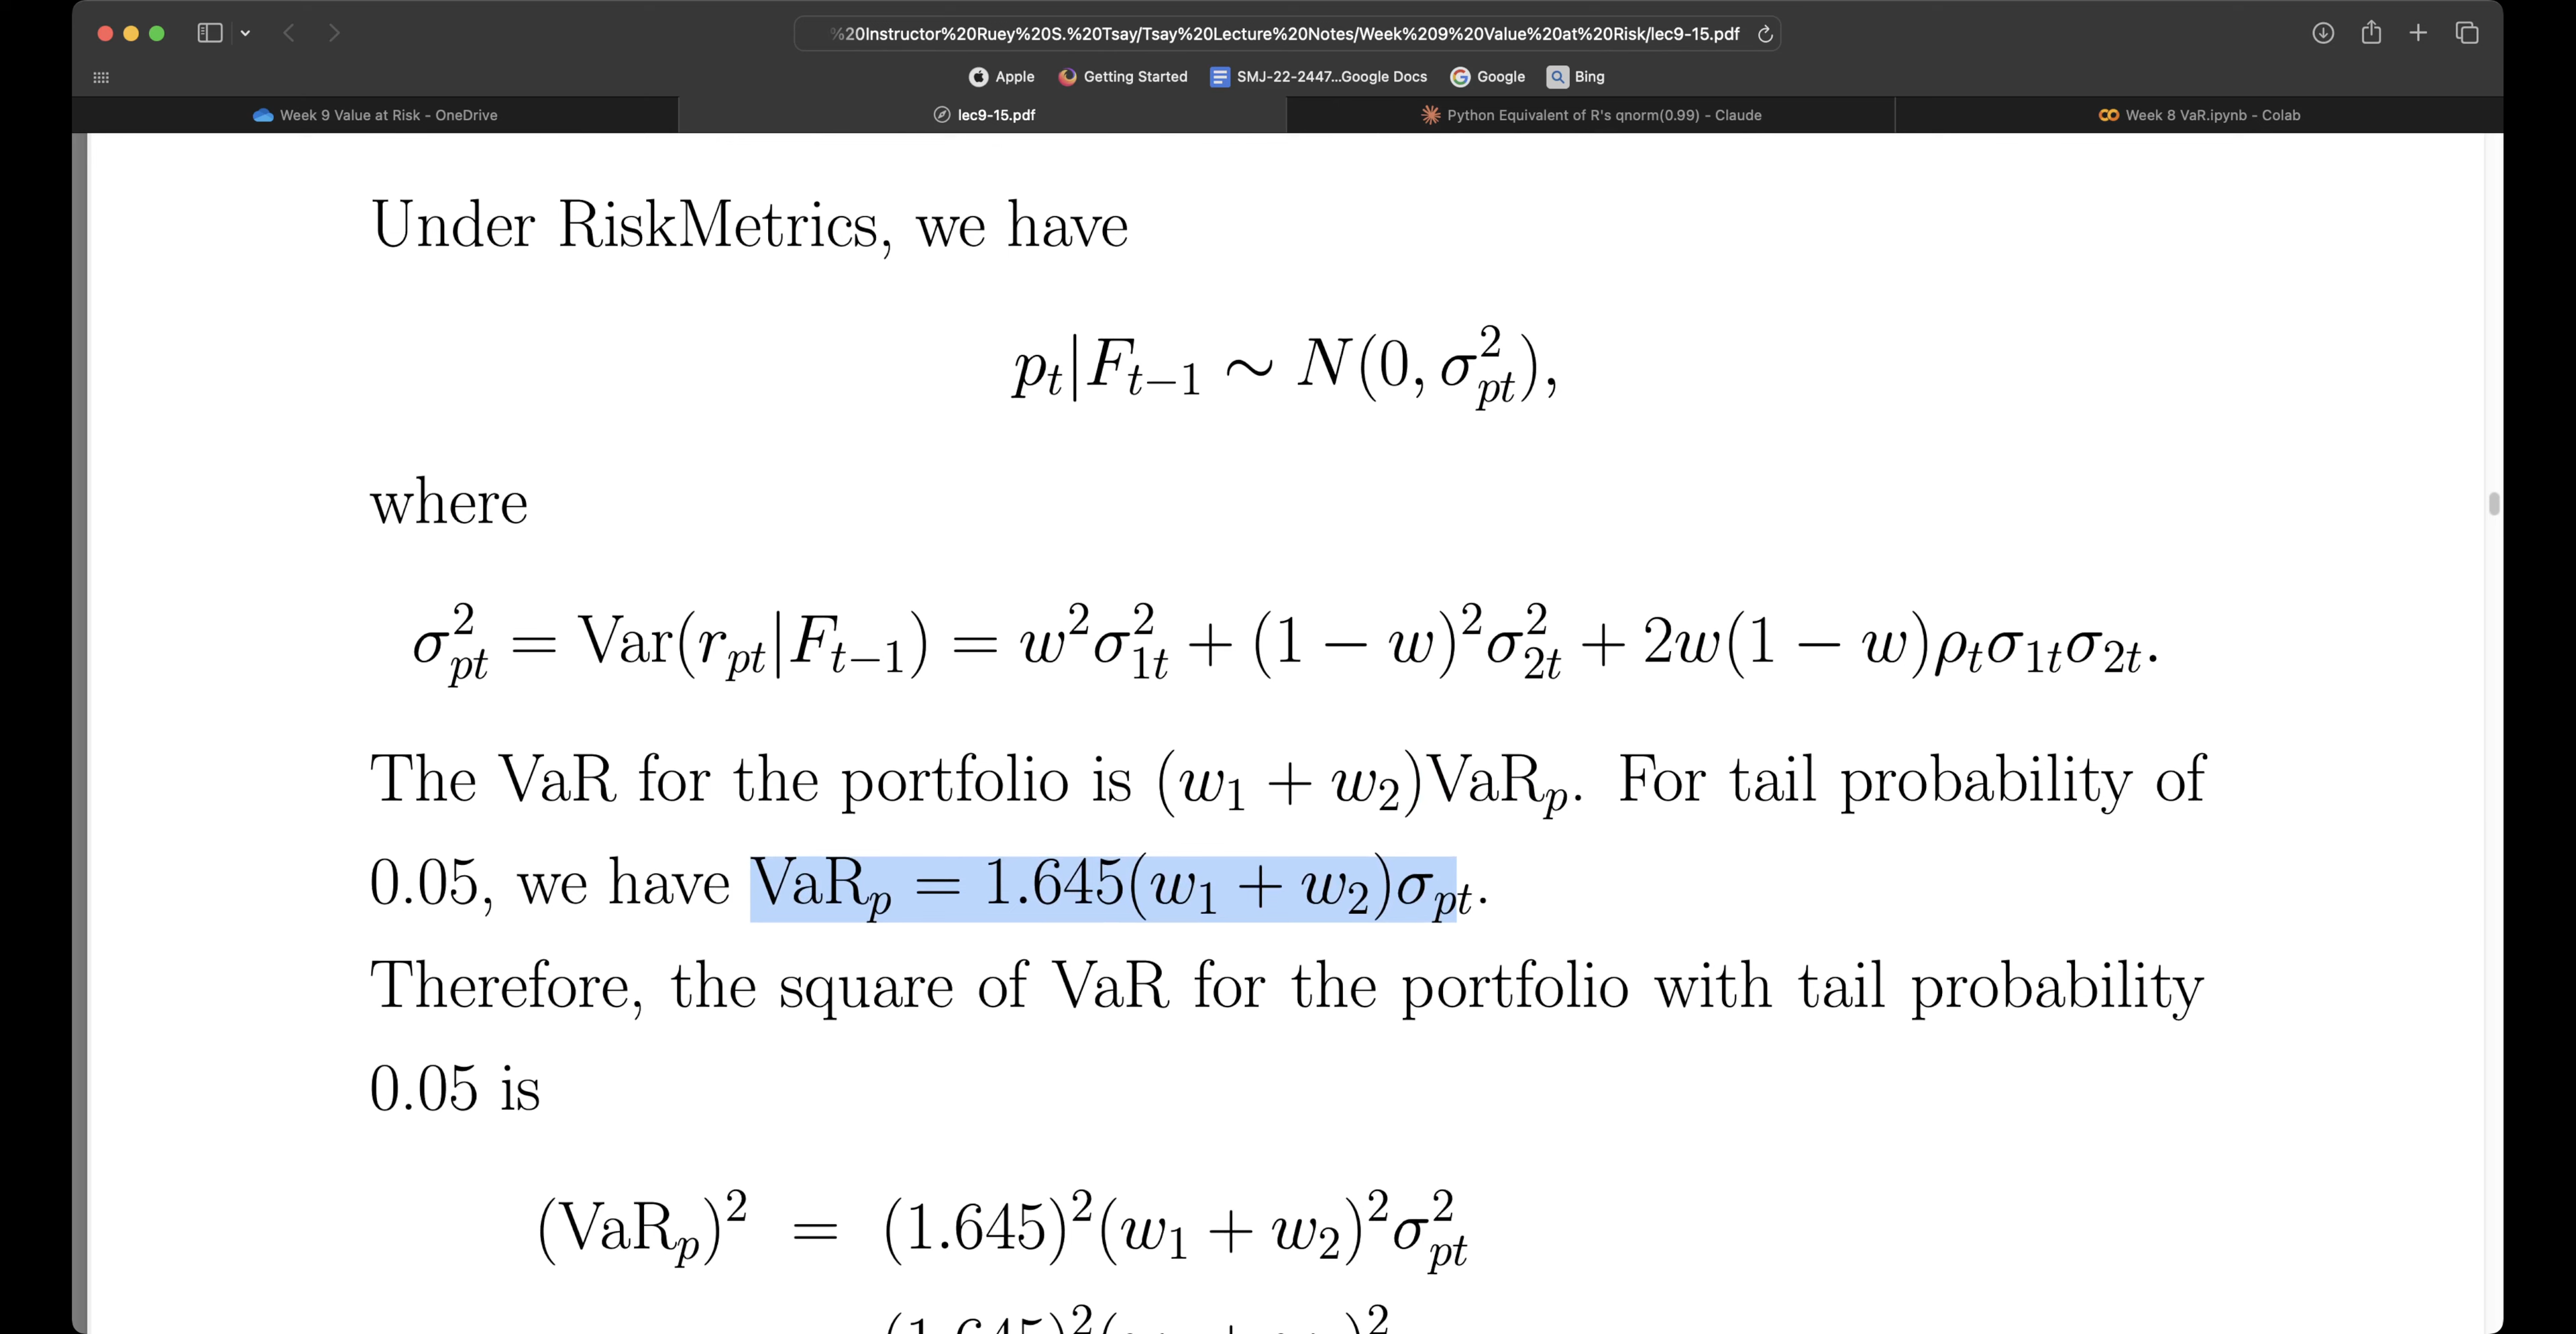 %20Instructor%20Ruey%20S.%20Tsay/Tsay%20Lecture%20Notes/Week%209%20Value%20at%20Risk/lec9-15.pdf
Apple Getting Started SMJ-22-2447...Google Docs Google Bing
Week 9 Value at Risk - OneDrive lec9-15.pdf Python Equivalent of R's qnorm(0.99) - Claude Week 8 VaR.ipynb - Colab
Under RiskMetrics, we have
p_t|F_{t−1} ∼ N(0, σ²_{pt}),
where
σ²_{pt} = Var(r_{pt}|F_{t−1}) = w²σ²_{1t} + (1 − w)²σ²_{2t} + 2w(1 − w)ρ_tσ_{1t}σ_{2t}.
The VaR for the portfolio is (w₁ + w₂)VaR_p. For tail probability of
0.05, we have VaR_p = 1.645(w₁ + w₂)σ_{pt}.
Therefore, the square of VaR for the portfolio with tail probability
0.05 is
(VaR_p)² = (1.645)²(w₁ + w₂)²σ²_{pt}